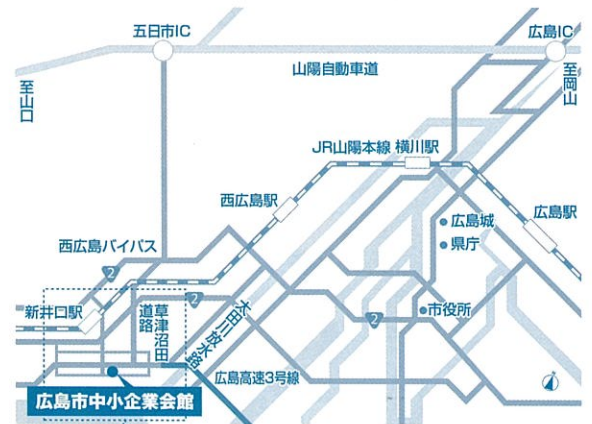 五日市IC
広島IC
山陽自動車道
至岡山
至山口
JR山陽本線 横川駅
西広島駅
広島城
広島駅
県庁
西広島バイパス
2
新井口駅
草津沼田道路
2
太田川放水路
2
市役所
広島高速3号線
広島市中小企業会館